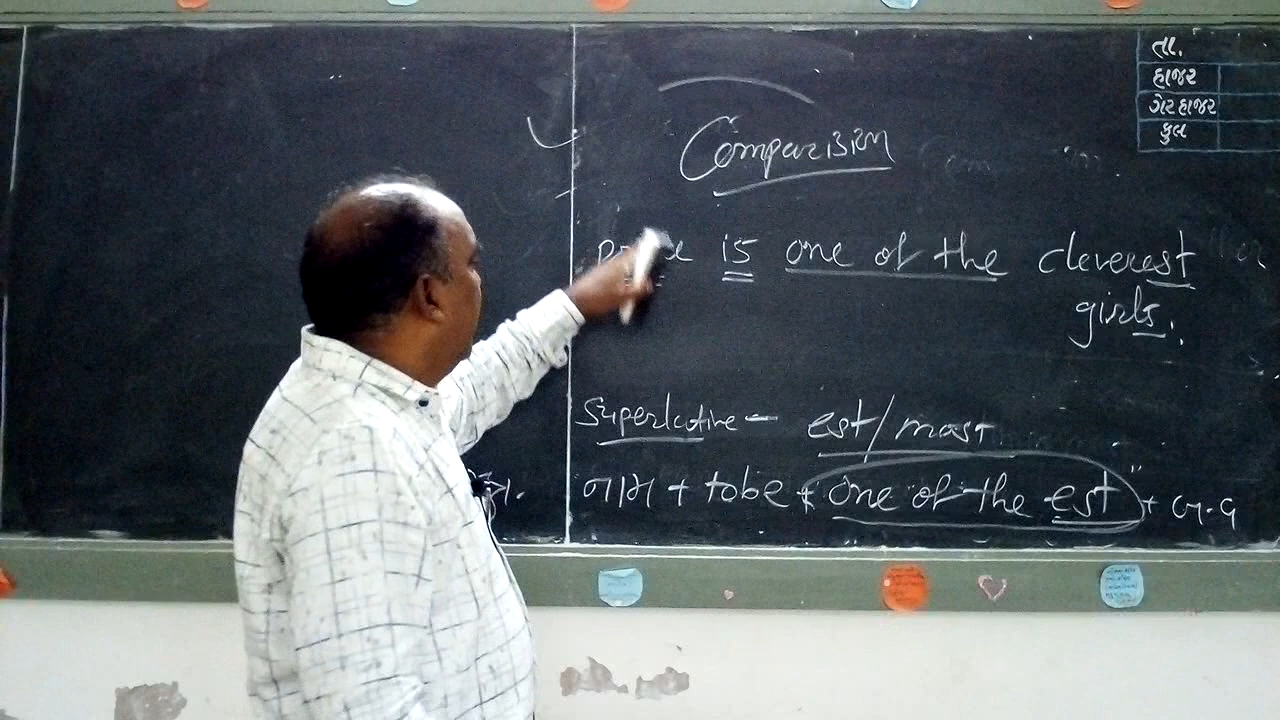 તા.
હાજર
ગેરહાજર
કુલ
Comparision
is one of the cleverest
girls.
Superlative - est/most
નામ + tobe + one of the est + બ.વ